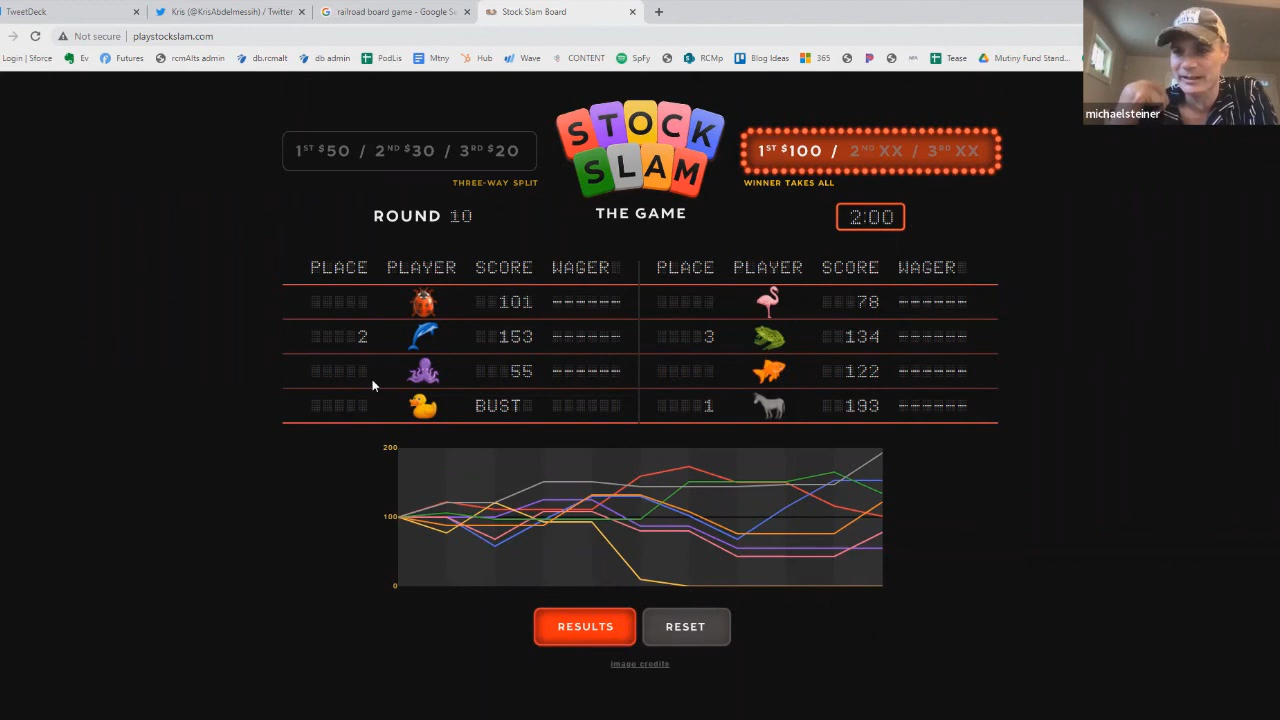 TweetDeck
Kris (@KrisAbdelmessih) / Twitter
railroad board game - Google Se
Stock Slam Board
Not secure | playstockslam.com
Login | Sforce Ev Futures rcmAlts admin db.rcmalt db admin PodLis Mtny Hub Wave CONTENT SpFy RCMp Blog Ideas 365 Tease Mutiny Fund Stand...
michaelsteiner
1ST $50 / 2ND $30 / 3RD $20
THREE-WAY SPLIT
STOCK
SLAM
THE GAME
1ST $100 / 2ND XX / 3RD XX
WINNER TAKES ALL
ROUND 10
2:00
PLACE PLAYER SCORE WAGER PLACE PLAYER SCORE WAGER
101 ------ 78 ------
2 153 ------ 3 134 ------
55 ------ 122 ------
BUST 1 193 ------
200
100
0
RESULTS
RESET
image credits